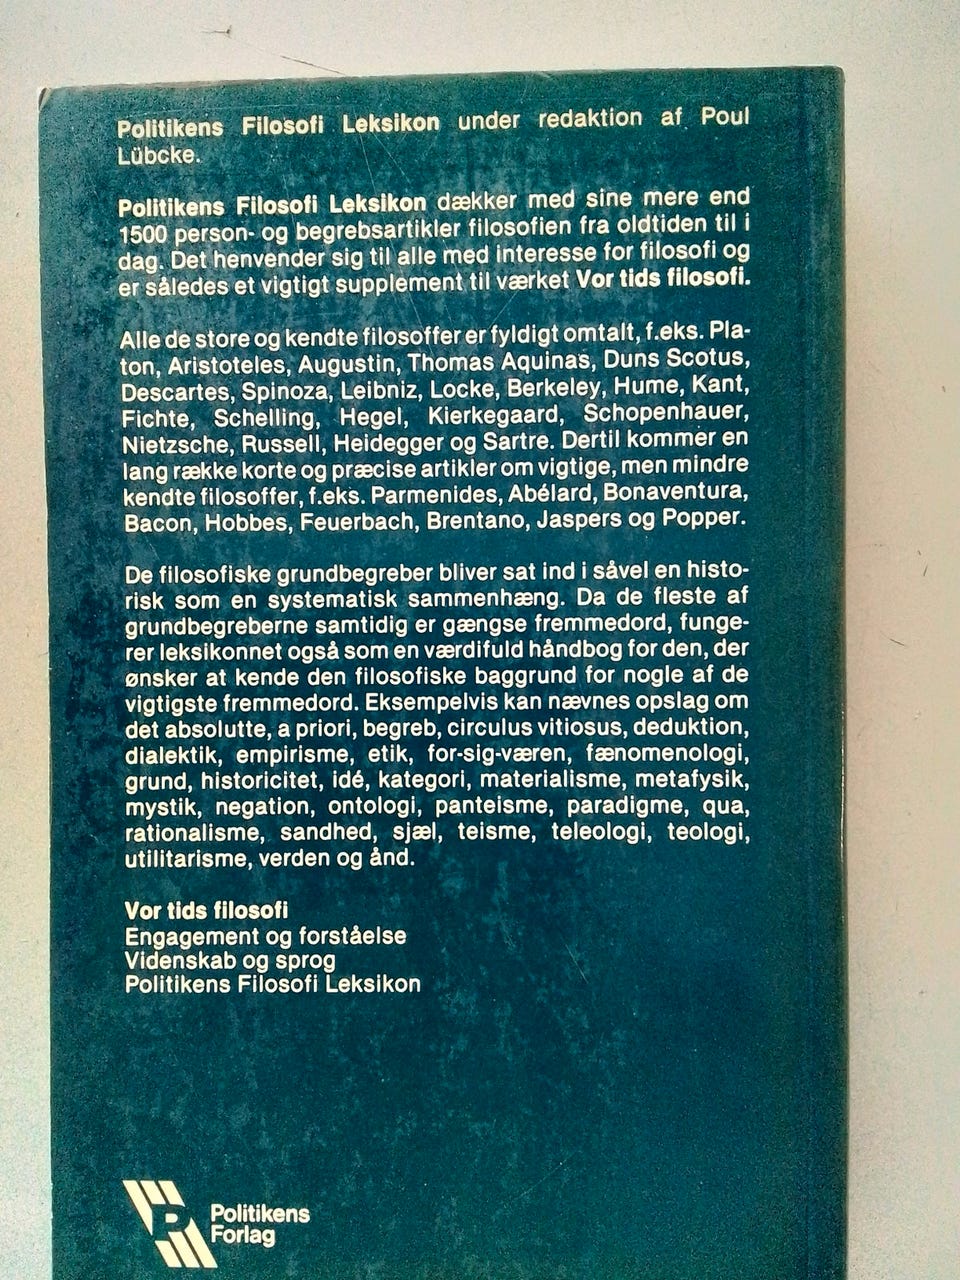 Politikens Filosofi Leksikon under redaktion af Poul
Lübcke.
Politikens Filosofi Leksikon dækker med sine mere end
1500 person- og begrebsartikler filosofien fra oldtiden til i
dag. Det henvender sig til alle med interesse for filosofi og
er således et vigtigt supplement til værket Vor tids filosofi.
Alle de store og kendte filosoffer er fyldigt omtalt, f.eks. Pla-
ton, Aristoteles, Augustin, Thomas Aquinas, Duns Scotus,
Descartes, Spinoza, Leibniz, Locke, Berkeley, Hume, Kant,
Fichte, Schelling, Hegel, Kierkegaard, Schopenhauer,
Nietzsche, Russell, Heidegger og Sartre. Dertil kommer en
lang række korte og præcise artikler om vigtige, men mindre
kendte filosoffer, f.eks. Parmenides, Abélard, Bonaventura,
Bacon, Hobbes, Feuerbach, Brentano, Jaspers og Popper.
De filosofiske grundbegreber bliver sat ind i såvel en histo-
risk som en systematisk sammenhæng. Da de fleste af
grundbegreberne samtidig er gængse fremmedord, funge-
rer leksikonnet også som en værdifuld håndbog for den, der
ønsker at kende den filosofiske baggrund for nogle af de
vigtigste fremmedord. Eksempelvis kan nævnes opslag om
det absolutte, a priori, begreb, circulus vitiosus, deduktion,
dialektik, empirisme, etik, for-sig-væren, fænomenologi,
grund, historicitet, idé, kategori, materialisme, metafysik,
mystik, negation, ontologi, panteisme, paradigme, qua,
rationalisme, sandhed, sjæl, teisme, teleologi, teologi,
utilitarisme, verden og ånd.
Vor tids filosofi
Engagement og forståelse
Videnskab og sprog
Politikens Filosofi Leksikon
P
Politikens
Forlag